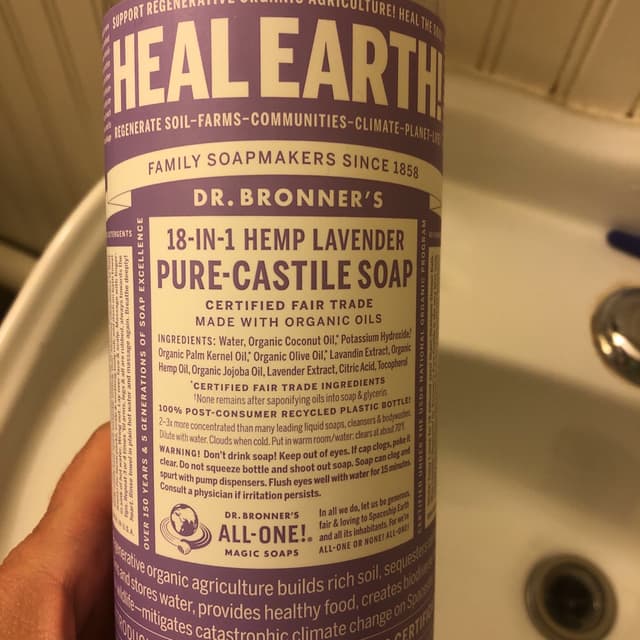 SUPPORT REGENERATIVE ORGANIC AGRICULTURE! HEAL THE
HEAL EARTH!
REGENERATE SOIL–FARMS–COMMUNITIES–CLIMATE–PLANET–
FAMILY SOAPMAKERS SINCE 1858
DR. BRONNER'S
18-IN-1 HEMP LAVENDER
PURE-CASTILE SOAP
CERTIFIED FAIR TRADE
MADE WITH ORGANIC OILS
INGREDIENTS: Water, Organic Coconut Oil,* Potassium Hydroxide,†
Organic Palm Kernel Oil,* Organic Olive Oil,* Lavandin Extract, Organic
Hemp Oil, Organic Jojoba Oil, Lavender Extract, Citric Acid, Tocopherol
*CERTIFIED FAIR TRADE INGREDIENTS
†None remains after saponifying oils into soap & glycerin.
100% POST-CONSUMER RECYCLED PLASTIC BOTTLE!
2-3x more concentrated than many leading liquid soaps, cleansers & bodywashes.
Dilute with water. Clouds when cold. Put in warm room/water; clears at about 70°.
WARNING! Don't drink soap! Keep out of eyes. If cap clogs, poke it
clear. Do not squeeze bottle and shoot out soap. Soap can clog and
spurt with pump dispensers. Flush eyes well with water for 15 minutes.
Consult a physician if irritation persists.
DR. BRONNER'S
ALL-ONE!®
MAGIC SOAPS
In all we do, let us be generous,
fair & loving to Spaceship Earth
and all its inhabitants. For we're
ALL-ONE OR NONE! ALL-ONE!
OVER 150 YEARS & 5 GENERATIONS OF SOAP EXCELLENCE
CERTIFIED UNDER THE USDA NATIONAL ORGANIC PROGRAM
organic agriculture builds rich soil,
and stores water, provides healthy food, creates
mitigates catastrophic climate change on